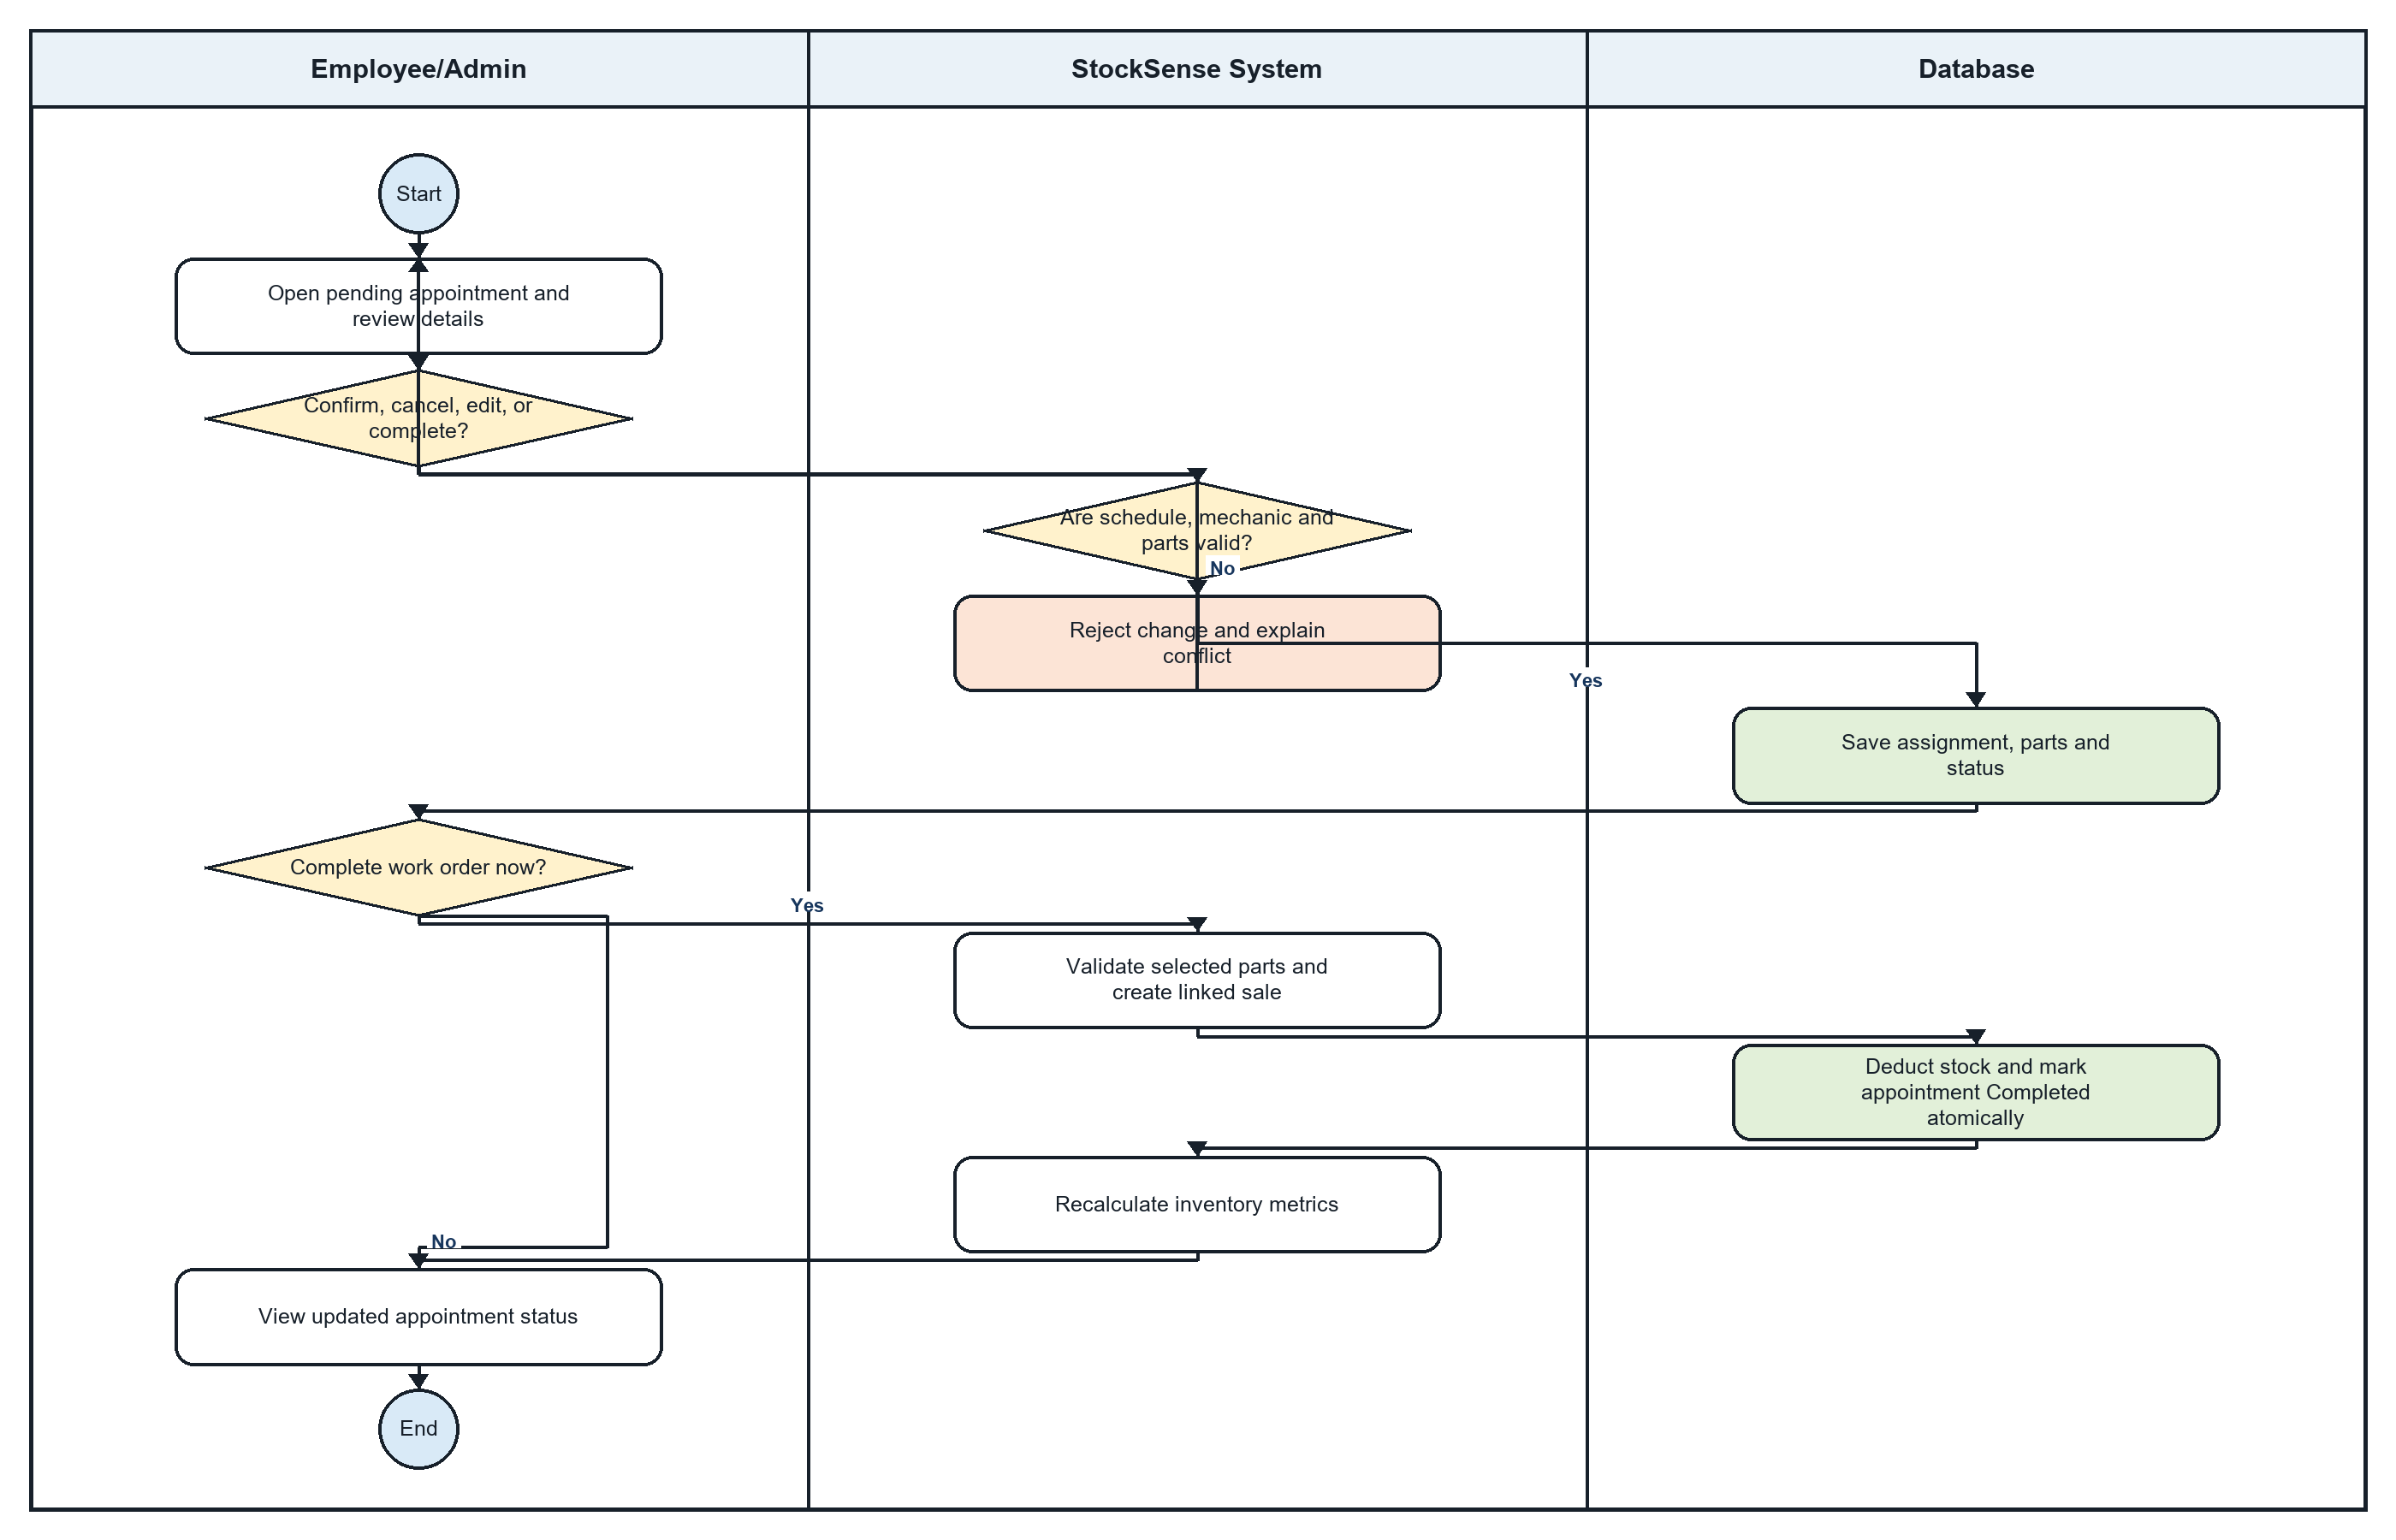 Employee/Admin
StockSense System
Database
Start
Open pending appointment and
review details
Confirm, cancel, edit, or
complete?
Are schedule, mechanic and
parts valid?
No
Reject change and explain
conflict
Yes
Save assignment, parts and
status
Complete work order now?
Yes
Validate selected parts and
create linked sale
Deduct stock and mark
appointment Completed
atomically
Recalculate inventory metrics
No
View updated appointment status
End